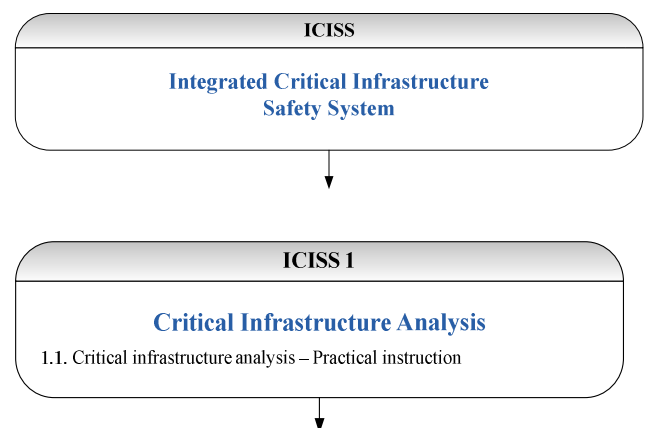 ICISS
Integrated Critical Infrastructure
Safety System
ICISS 1
Critical Infrastructure Analysis
1.1. Critical infrastructure analysis – Practical instruction